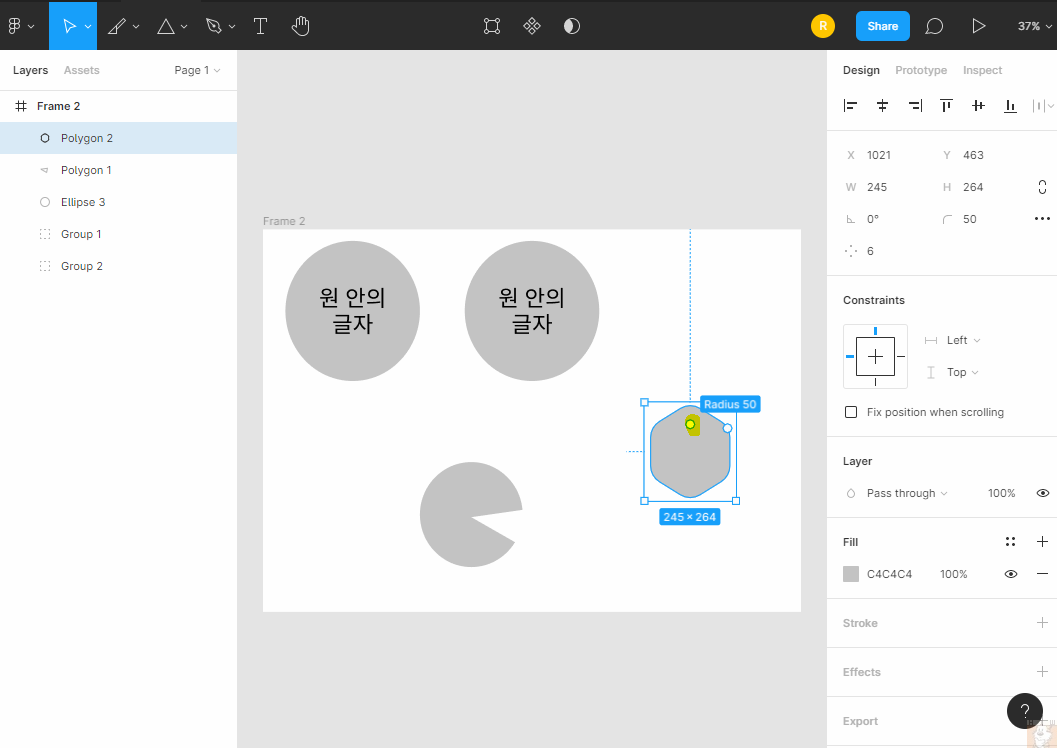 R
Share
37%
Layers
Assets
Page 1
Design
Prototype
Inspect
Frame 2
Polygon 2
Polygon 1
Ellipse 3
Group 1
Group 2
Frame 2
원 안의
글자
원 안의
글자
Radius 50
245 × 264
X 1021
Y 463
W 245
H 264
0°
50
6
Constraints
Left
Top
Fix position when scrolling
Layer
Pass through
100%
Fill
C4C4C4
100%
Stroke
Effects
Export
?